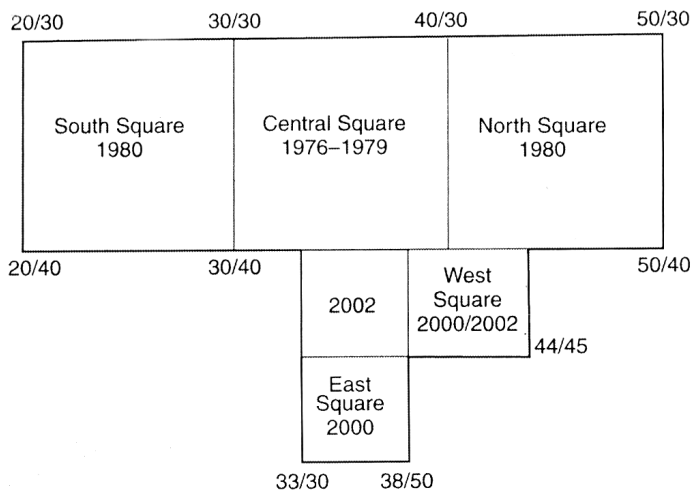 20/30 30/30 40/30 50/30
South Square
1980
Central Square
1976–1979
North Square
1980
20/40 30/40 50/40
2002
West
Square
2000/2002
44/45
East
Square
2000
33/30 38/50